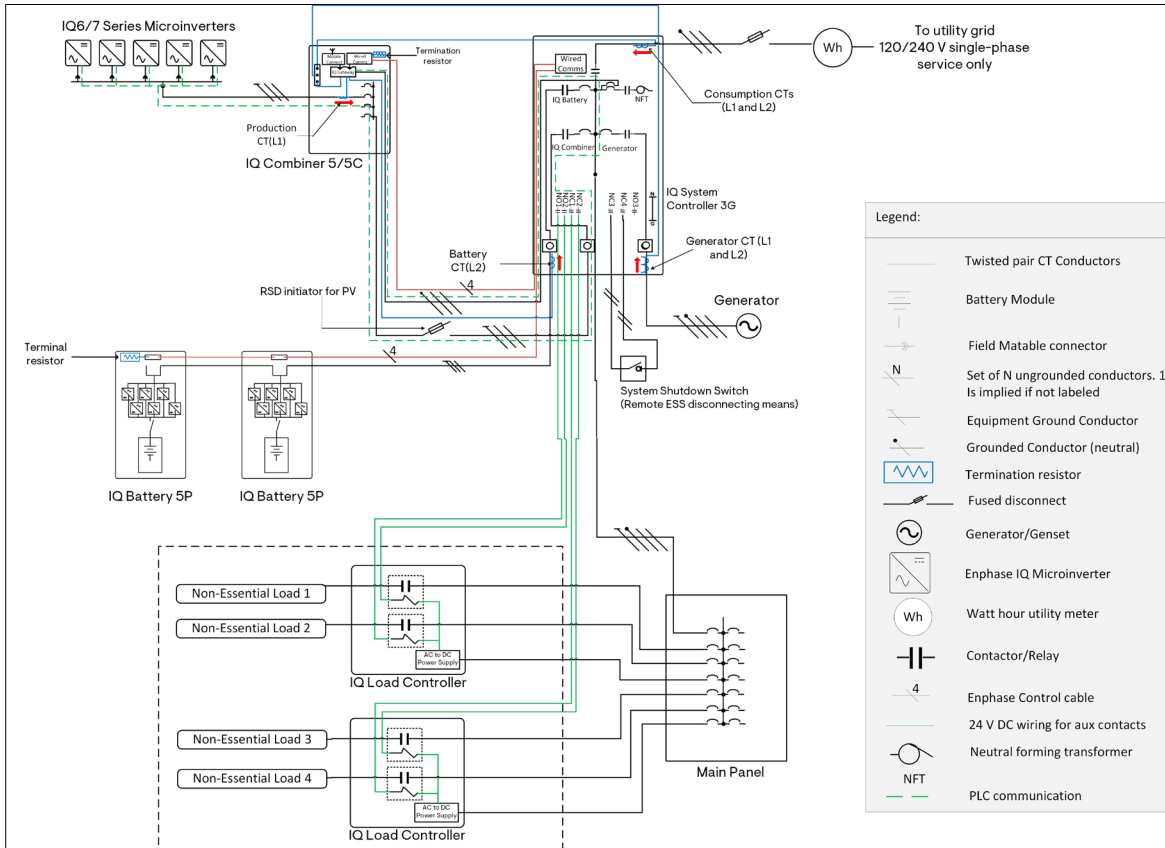 IQ6/7 Series Microinverters
Termination
resistor
Mobile
Connect
Wired
Comms
IQ Gateway
Production
CT(L1)
IQ Combiner 5/5C
Wired
Comms
IQ Battery
NFT
IQ Combiner
Generator
NO1
NO2
NC1
NC2
NC3
NC4
NO3
Consumption CTs
(L1 and L2)
Wh
To utility grid
120/240 V single-phase
service only
IQ System
Controller 3G
Battery
CT(L2)
Generator CT (L1
and L2)
4
RSD initiator for PV
Generator
Terminal
resistor
4
System Shutdown Switch
(Remote ESS disconnecting means)
IQ Battery 5P
IQ Battery 5P
Non-Essential Load 1
Non-Essential Load 2
AC to DC
Power Supply
IQ Load Controller
Non-Essential Load 3
Non-Essential Load 4
AC to DC
Power Supply
IQ Load Controller
Main Panel
Legend:
Twisted pair CT Conductors
Battery Module
Field Matable connector
N
Set of N ungrounded conductors. 1
Is implied if not labeled
Equipment Ground Conductor
Grounded Conductor (neutral)
Termination resistor
Fused disconnect
Generator/Genset
Enphase IQ Microinverter
Wh
Watt hour utility meter
Contactor/Relay
4
Enphase Control cable
24 V DC wiring for aux contacts
Neutral forming transformer
NFT
PLC communication